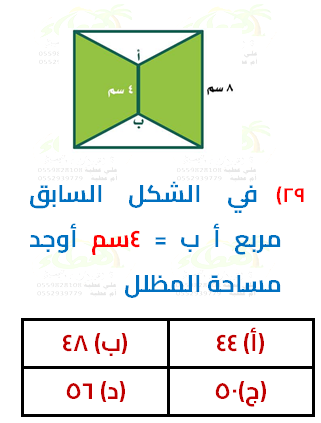 أ
٤ سم
٨ سم
ب
٢٩) في الشكل السابق
مربع أ ب = ٤سم أوجد
مساحة المظلل
(أ) ٤٤
(ب) ٤٨
(ج) ٥٠
(د) ٥٦